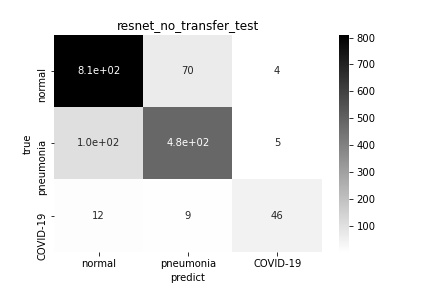 resnet_no_transfer_test
normal 8.1e+02 70 4
pneumonia 1.0e+02 4.8e+02 5
COVID-19 12 9 46
true
normal pneumonia COVID-19
predict
800
700
600
500
400
300
200
100